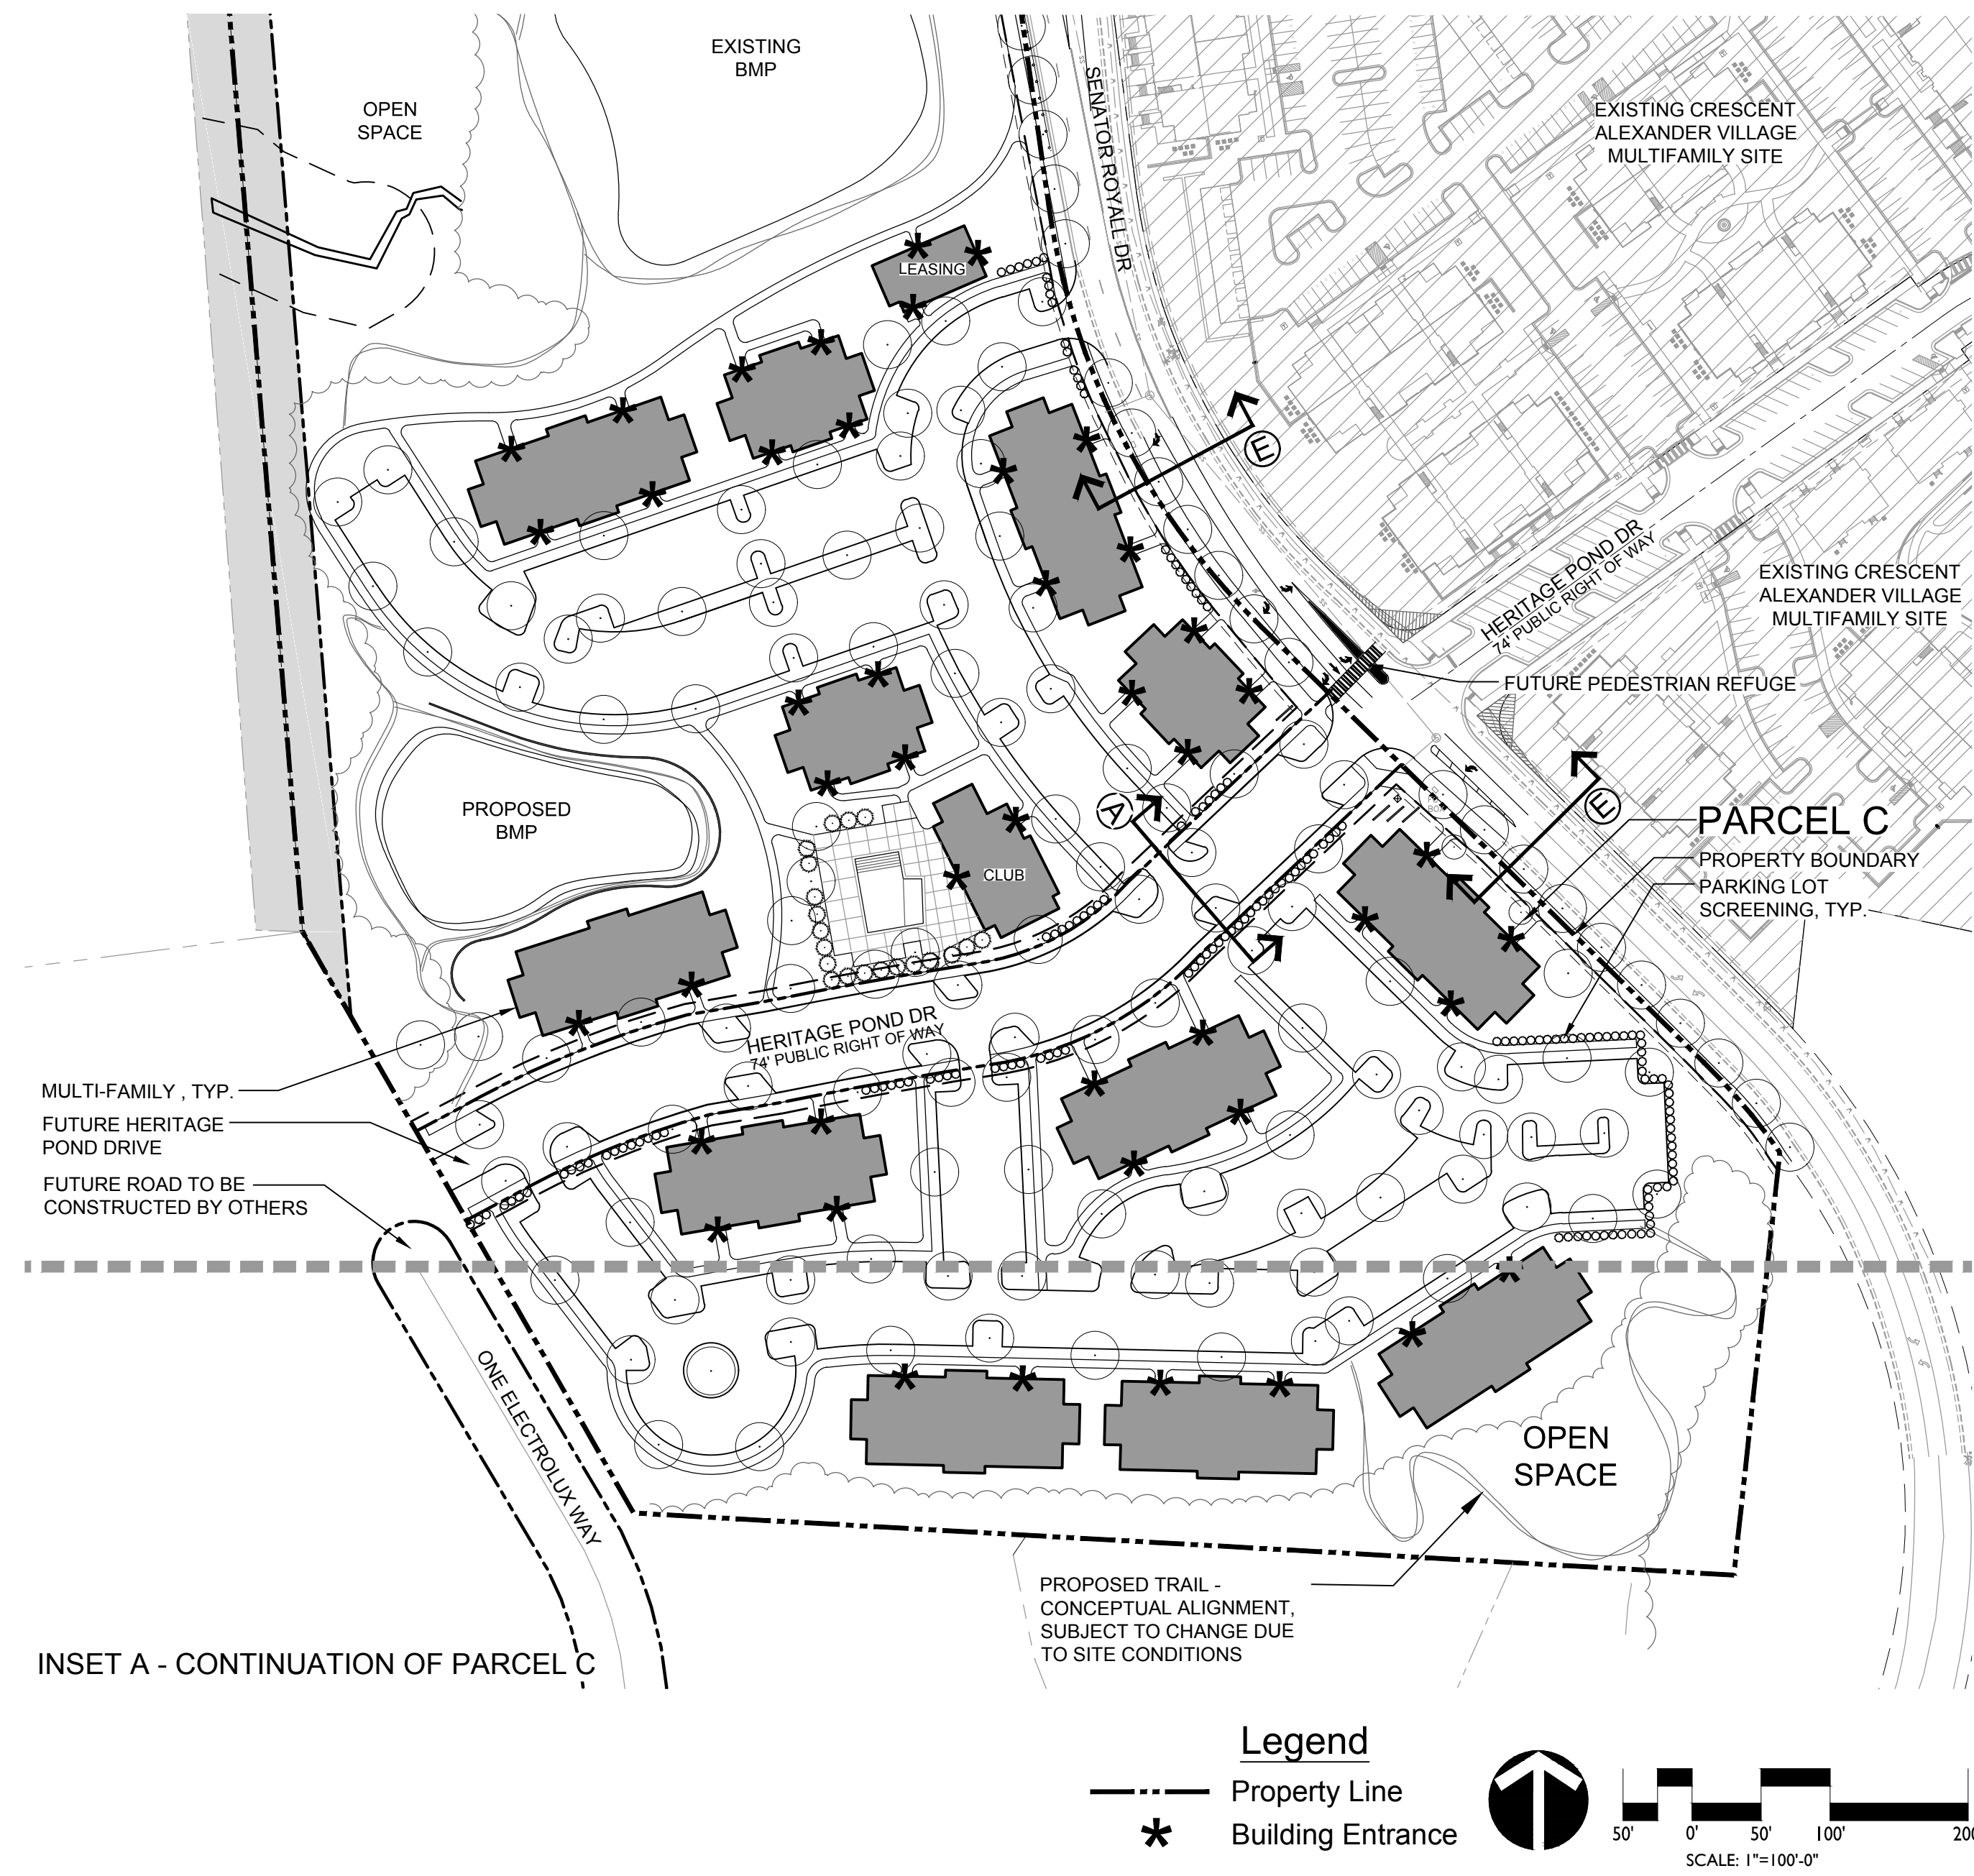 EXISTING
BMP
OPEN
SPACE
SENATOR ROYALL DR
EXISTING CRESCENT
ALEXANDER VILLAGE
MULTIFAMILY SITE
LEASING
E
HERITAGE POND DR
74' PUBLIC RIGHT OF WAY
EXISTING CRESCENT
ALEXANDER VILLAGE
MULTIFAMILY SITE
FUTURE PEDESTRIAN REFUGE
PROPOSED
BMP
A
E
PARCEL C
PROPERTY BOUNDARY
PARKING LOT
SCREENING, TYP.
CLUB
HERITAGE POND DR
74' PUBLIC RIGHT OF WAY
MULTI-FAMILY , TYP.
FUTURE HERITAGE
POND DRIVE
FUTURE ROAD TO BE
CONSTRUCTED BY OTHERS
ONE ELECTROLUX WAY
OPEN
SPACE
PROPOSED TRAIL -
CONCEPTUAL ALIGNMENT,
SUBJECT TO CHANGE DUE
TO SITE CONDITIONS
INSET A - CONTINUATION OF PARCEL C
Legend
Property Line
Building Entrance
50' 0' 50' 100'
SCALE: 1"=100'-0"